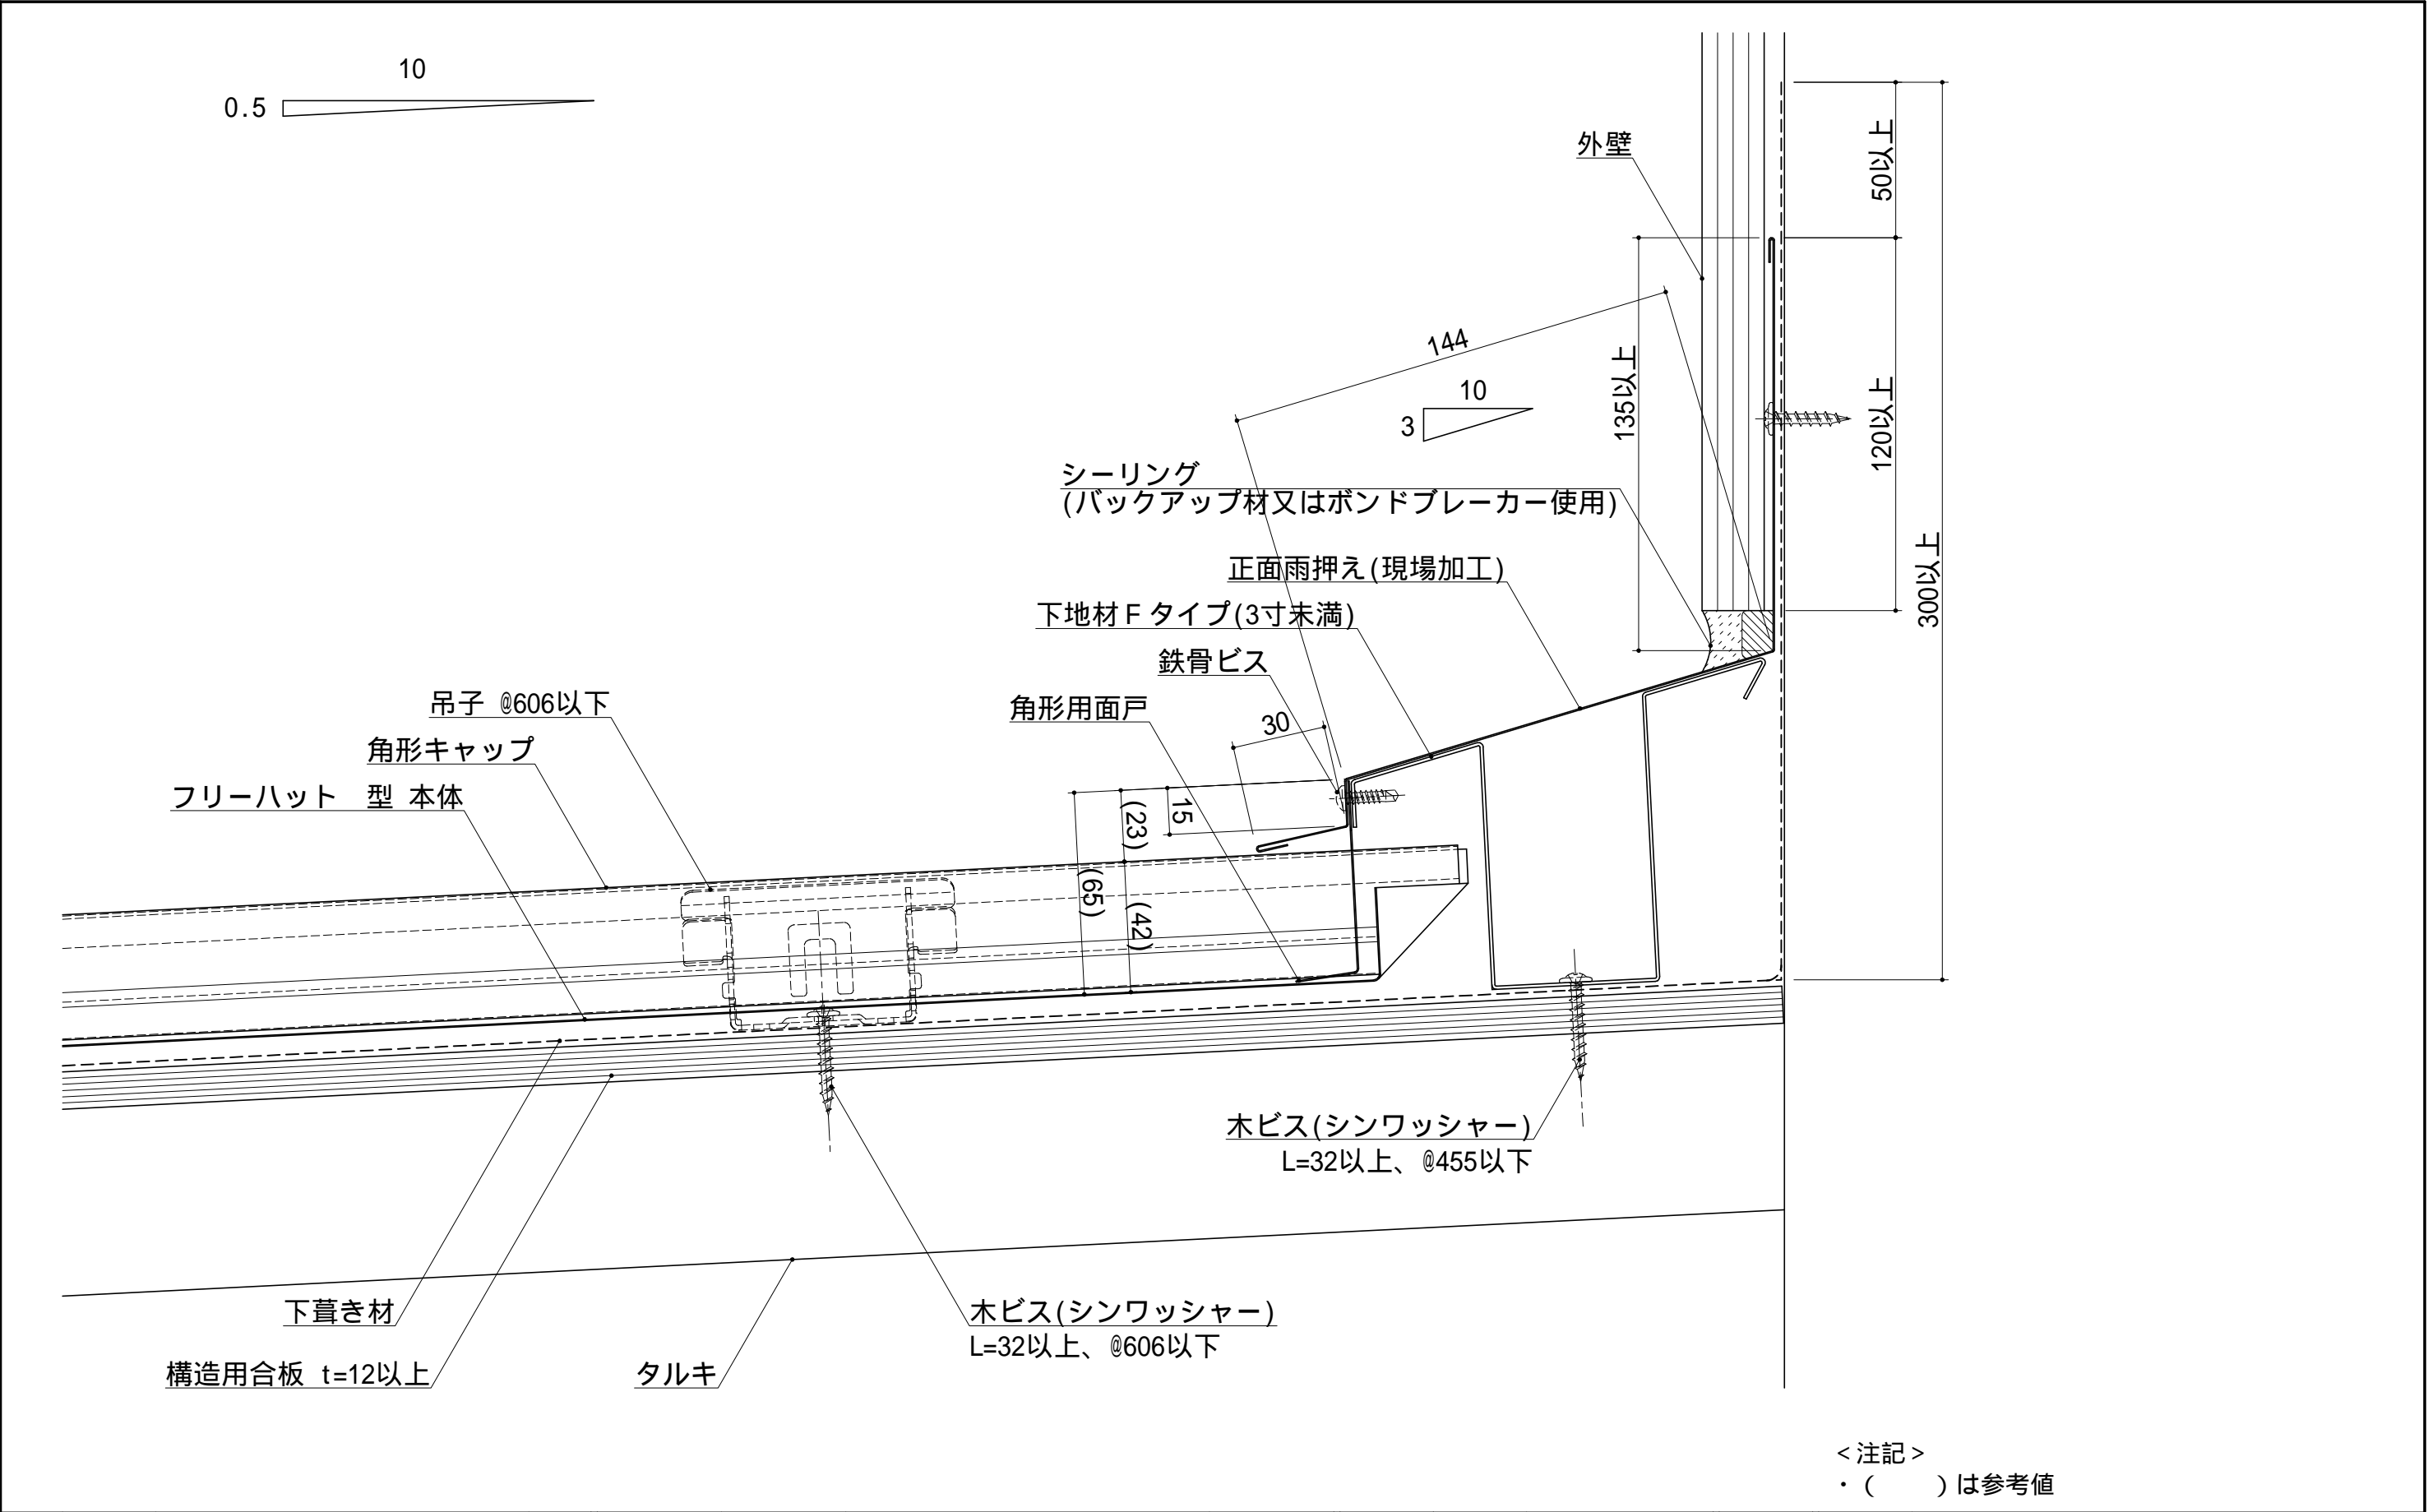 10
0.5
外壁
50以上
144
10
3
135以上
120以上
300以上
シーリング
(バックアップ材又はボンドブレーカー使用)
正面雨押え(現場加工)
下地材Fタイプ(3寸未満)
鉄骨ビス
角形用面戸
30
吊子 @606以下
角形キャップ
フリーハット 型 本体
15
(23)
(65)
(42)
木ビス(シンワッシャー)
L=32以上、@455以下
下葺き材
木ビス(シンワッシャー)
L=32以上、@606以下
構造用合板 t=12以上
タルキ
<注記>
・( )は参考値